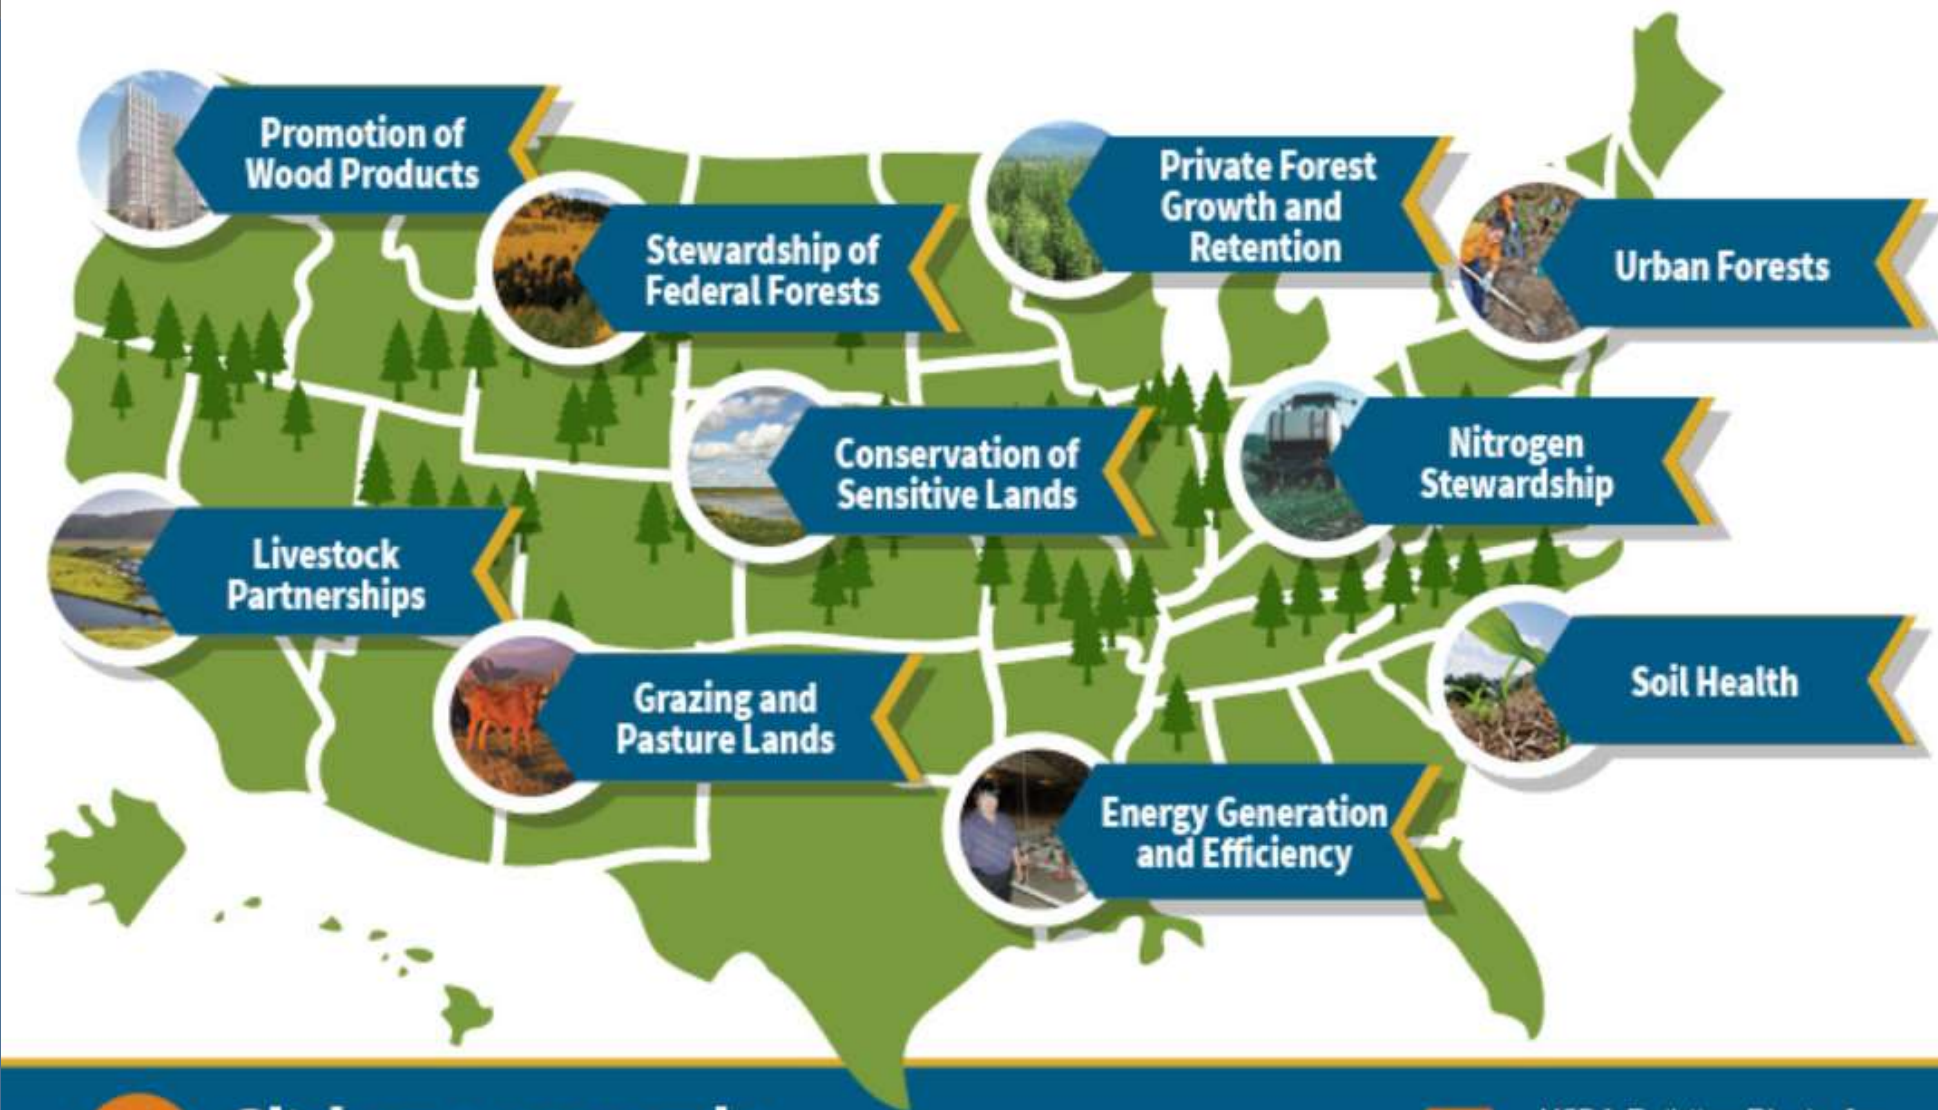 Promotion of
Wood Products
Stewardship of
Federal Forests
Private Forest
Growth and
Retention
Urban Forests
Conservation of
Sensitive Lands
Nitrogen
Stewardship
Livestock
Partnerships
Grazing and
Pasture Lands
Soil Health
Energy Generation
and Efficiency